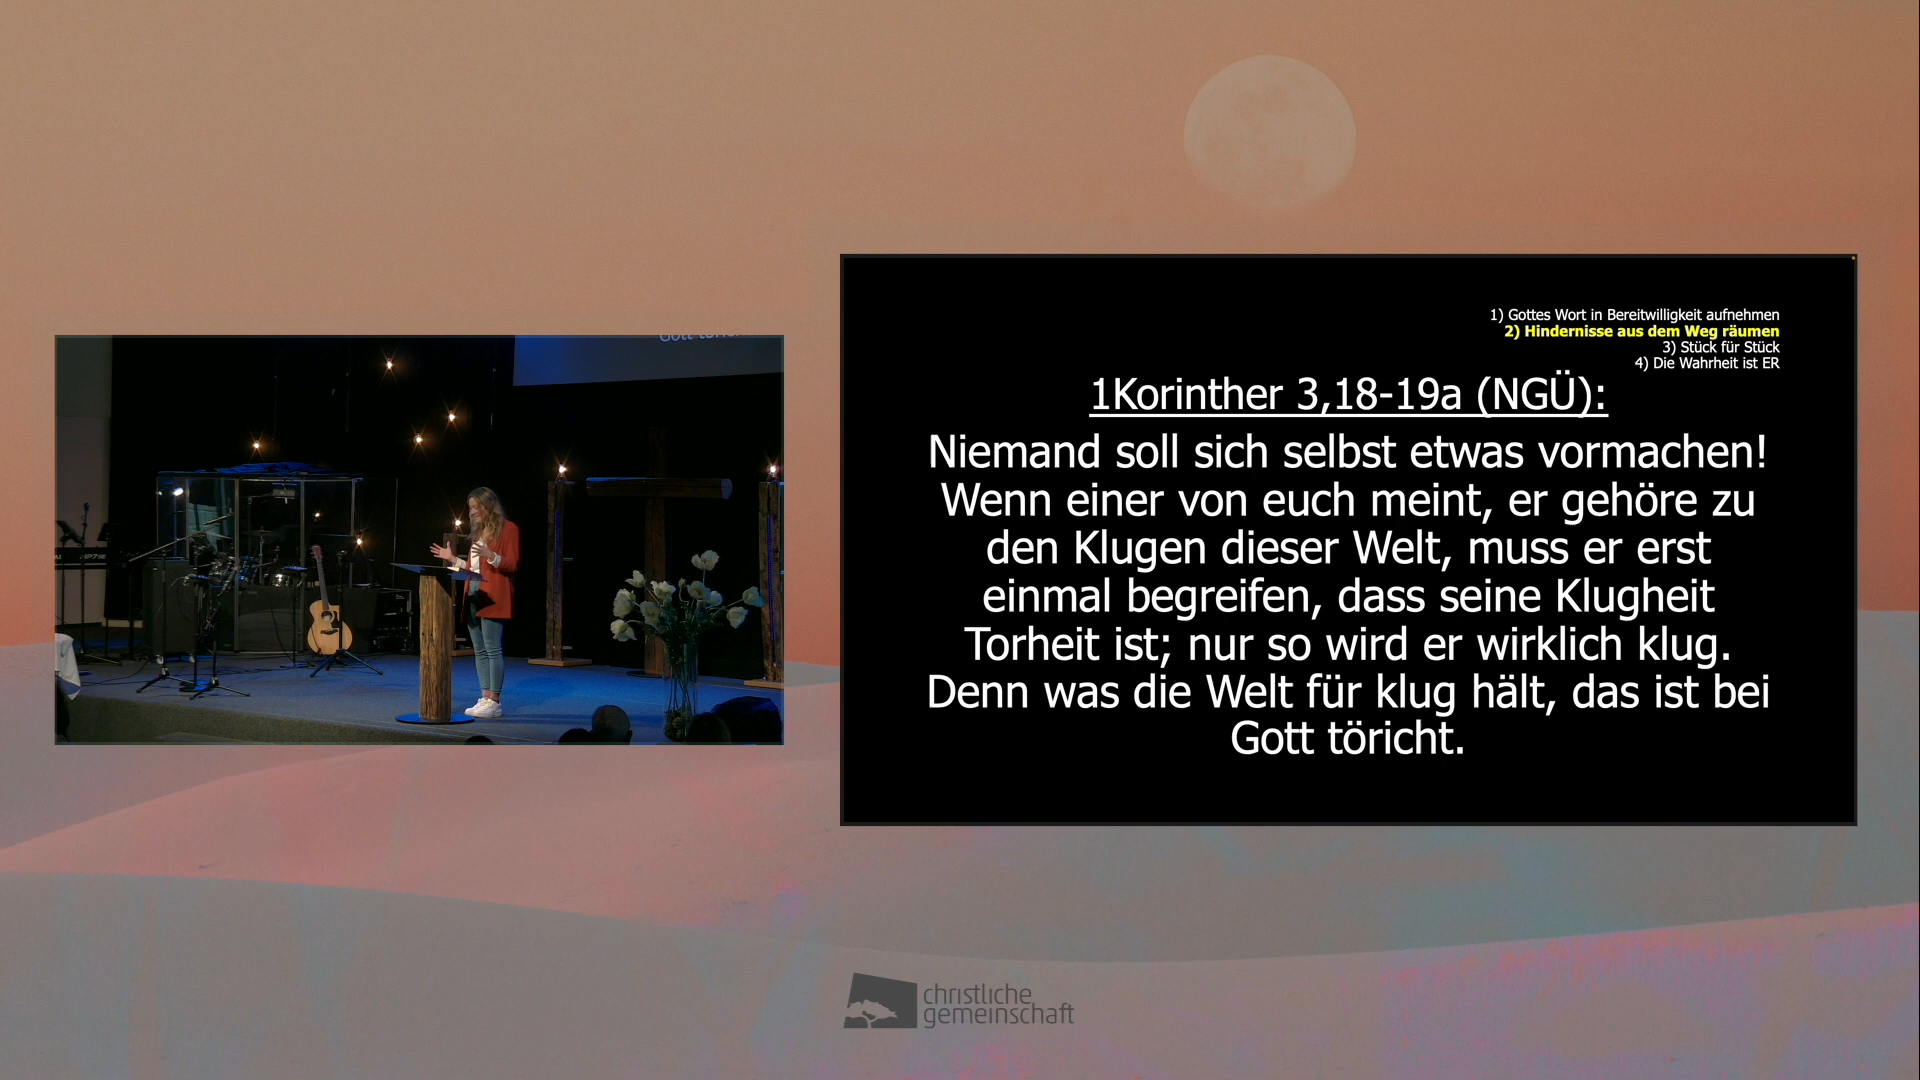 Gott töric
1) Gottes Wort in Bereitwilligkeit aufnehmen
2) Hindernisse aus dem Weg räumen
3) Stück für Stück
4) Die Wahrheit ist ER
1Korinther 3,18-19a (NGÜ):
Niemand soll sich selbst etwas vormachen!
Wenn einer von euch meint, er gehöre zu
den Klugen dieser Welt, muss er erst
einmal begreifen, dass seine Klugheit
Torheit ist; nur so wird er wirklich klug.
Denn was die Welt für klug hält, das ist bei
Gott töricht.
christliche
gemeinschaft